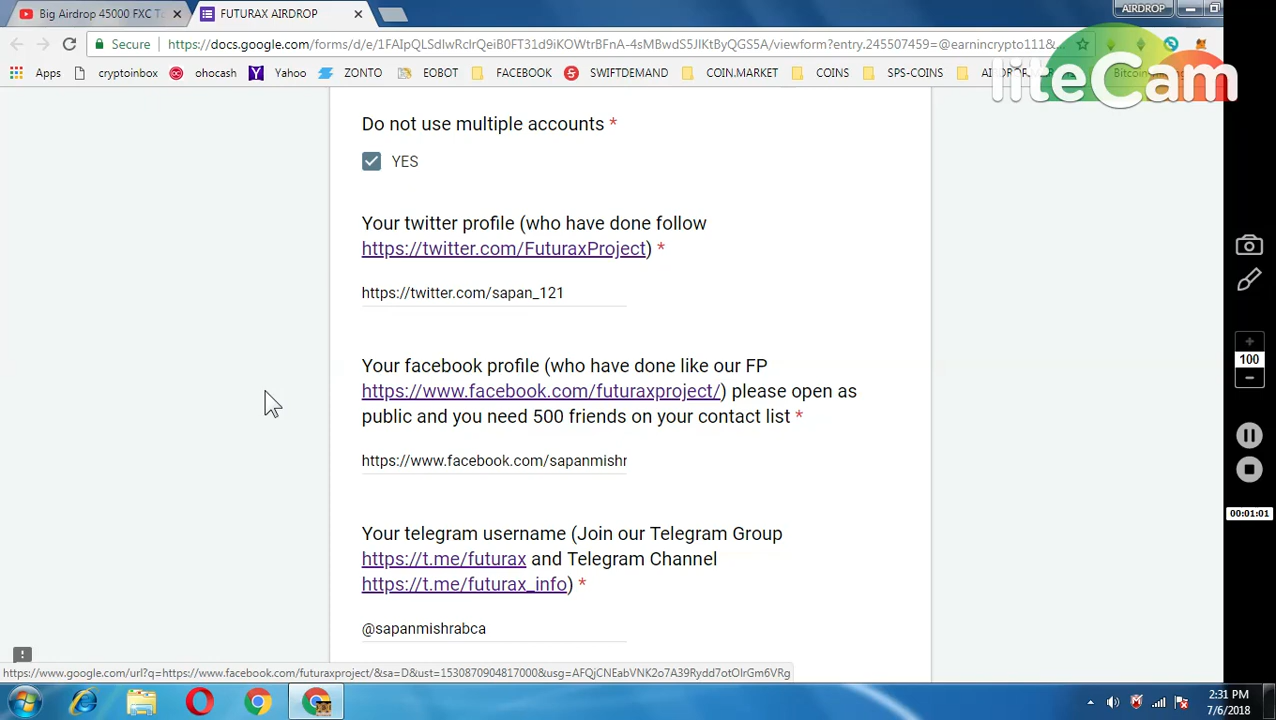 Big Airdrop 45000 FXC To
FUTURAX AIRDROP
AIRDROP
Secure
https://docs.google.com/forms/d/e/1FAIpQLSdlwRcIrQeiB0FT31d9iKOWtrBFnA-4sMBwdS5JlKtByQGS5A/viewform?entry.245507459=@earnincrypto111&...
Apps
cryptoinbox
ohocash
Yahoo
ZONTO
EOBOT
FACEBOOK
SWIFTDEMAND
COIN.MARKET
COINS
SPS-COINS
liteCam
Do not use multiple accounts *
YES
Your twitter profile (who have done follow
https://twitter.com/FuturaxProject) *
https://twitter.com/sapan_121
Your facebook profile (who have done like our FP
https://www.facebook.com/futuraxproject/) please open as
public and you need 500 friends on your contact list *
https://www.facebook.com/sapanmishr
Your telegram username (Join our Telegram Group
https://t.me/futurax and Telegram Channel
https://t.me/futurax_info) *
@sapanmishrabca
100
00:01:01
https://www.google.com/url?q=https://www.facebook.com/futuraxproject/&sa=D&ust=1530870904817000&usg=AFQjCNEabVNK2o7A39Rydd7otOIrGm6VRg
2:31 PM
7/6/2018